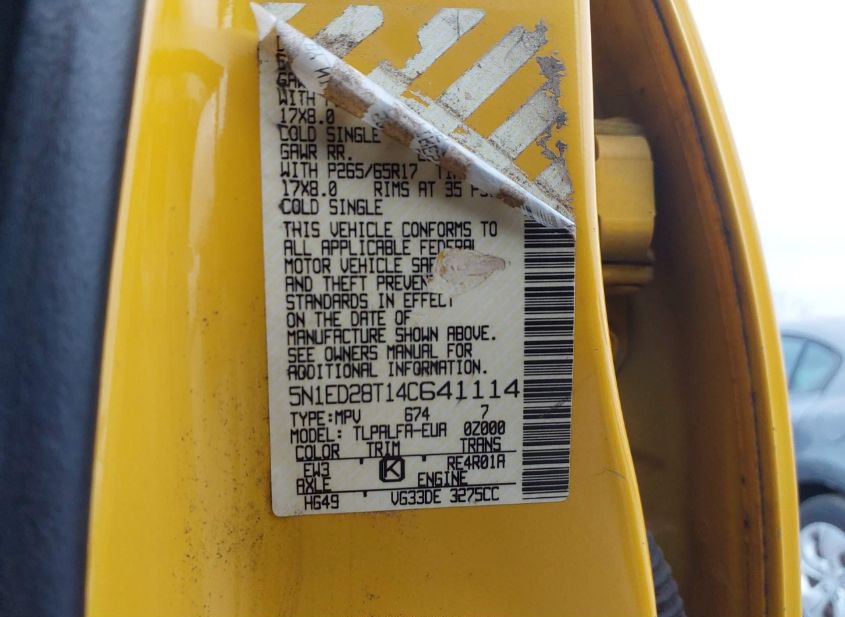 GAWR
WITH
17X8.0
COLD SINGLE
GAWR RR.
WITH P265/65R17
17X8.0 RIMS AT 35
COLD SINGLE
THIS VEHICLE CONFORMS TO
ALL APPLICABLE FEDERAL
MOTOR VEHICLE
AND THEFT
STANDARDS IN EFFECT
ON THE DATE OF
MANUFACTURE SHOWN ABOVE.
SEE OWNERS MANUAL FOR
ADDITIONAL INFORMATION.
5N1ED28T14C641114
TYPE:MPV 674 7
MODEL: TLPALFA-EUA 0Z000
COLOR TRIM TRANS
EW3 K RE4R01A
AXLE ENGINE
HG49 VG33DE 3275CC